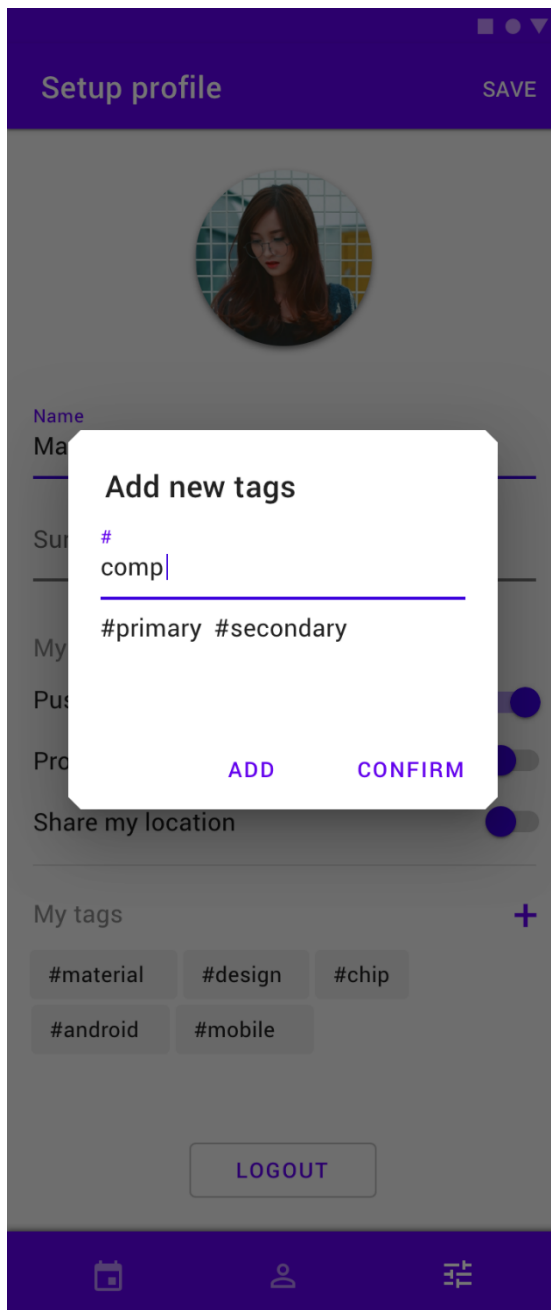 Setup profile SAVE
Name
Ma
Add new tags
Sur
#
comp
#primary #secondary
My
Pus
Pro
ADD CONFIRM
Share my location
My tags +
#material #design #chip
#android #mobile
LOGOUT